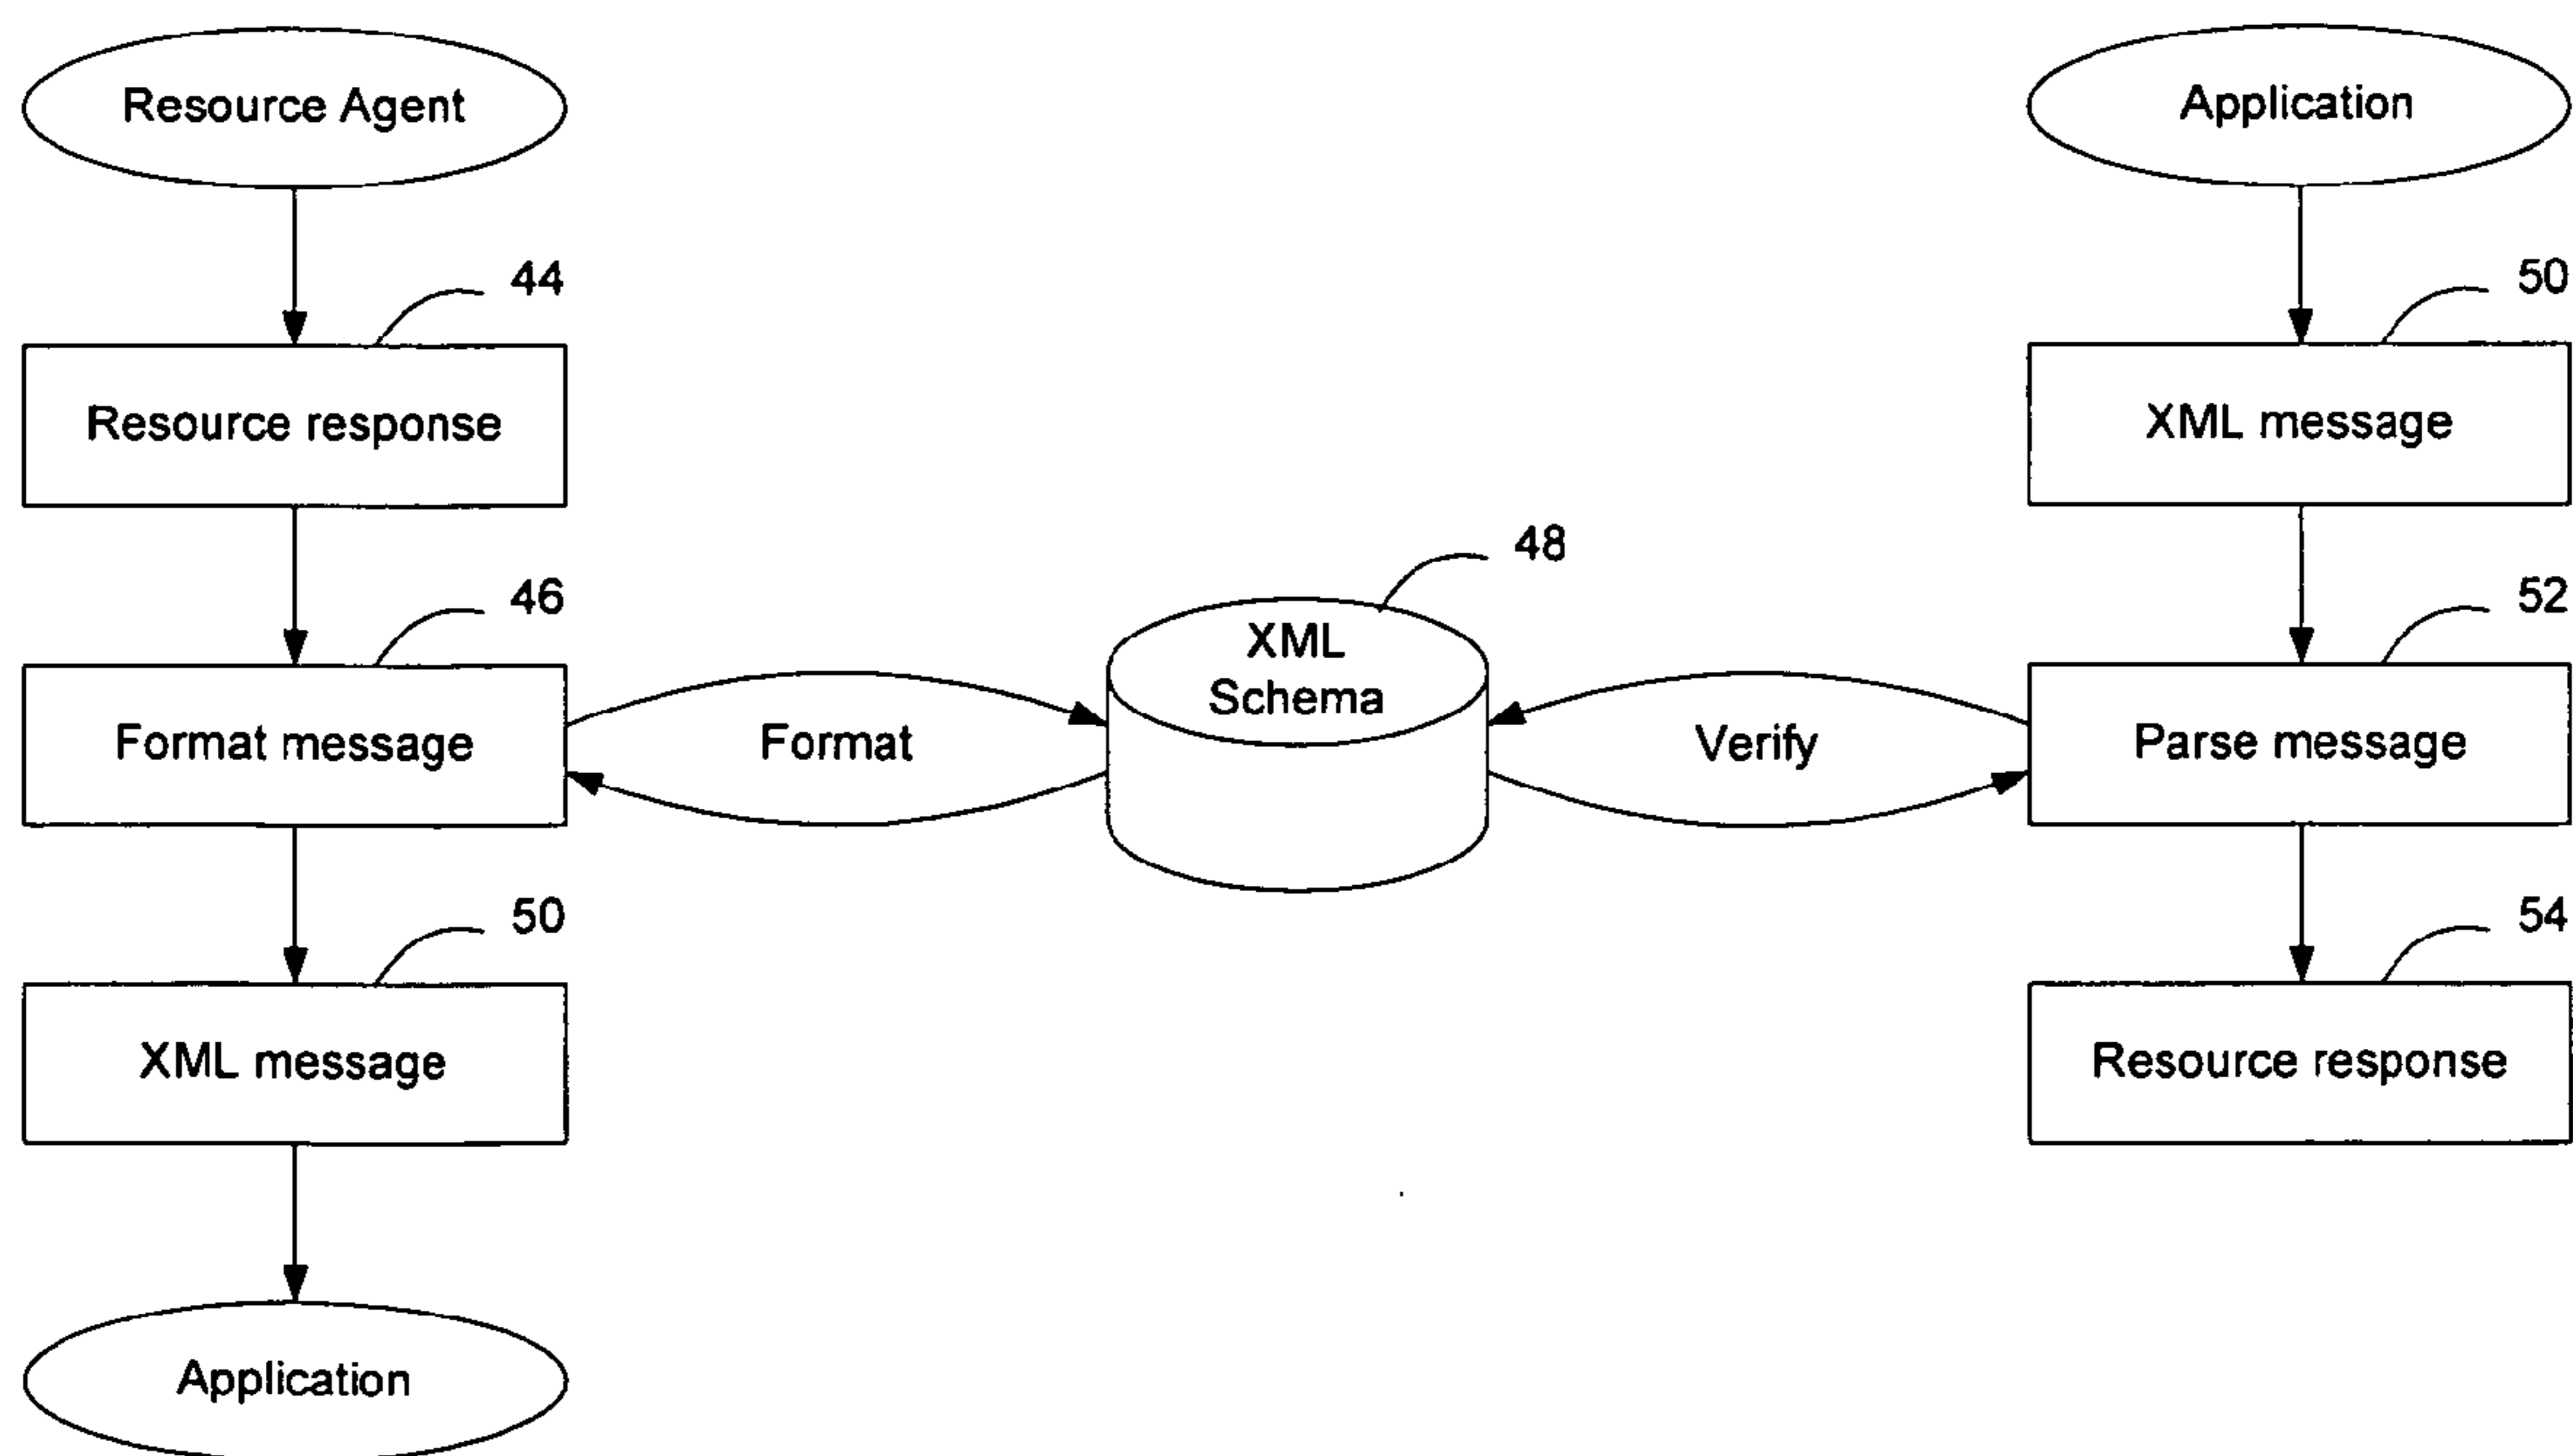 Resource Agent
44
Resource response
46
Format message
50
XML message
Application
Format
48
XML
Schema
Verify
Application
50
XML message
52
Parse message
54
Resource response